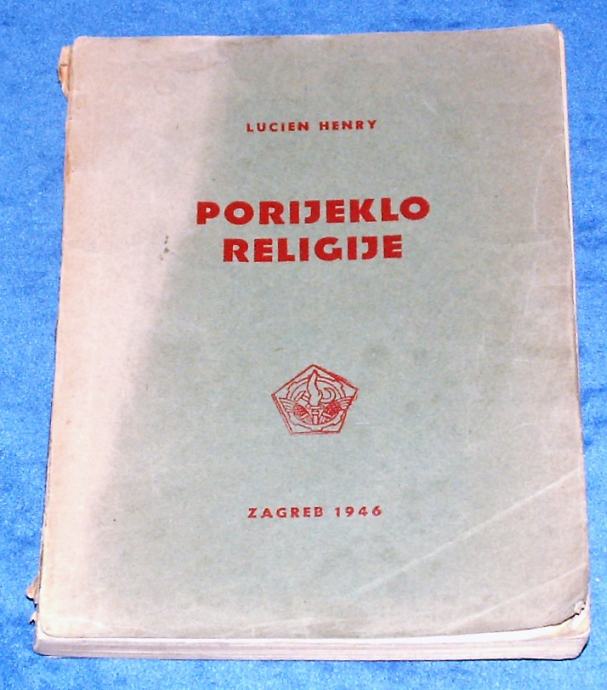 LUCIEN HENRY
PORIJEKLO
RELIGIJE
ZAGREB 1946